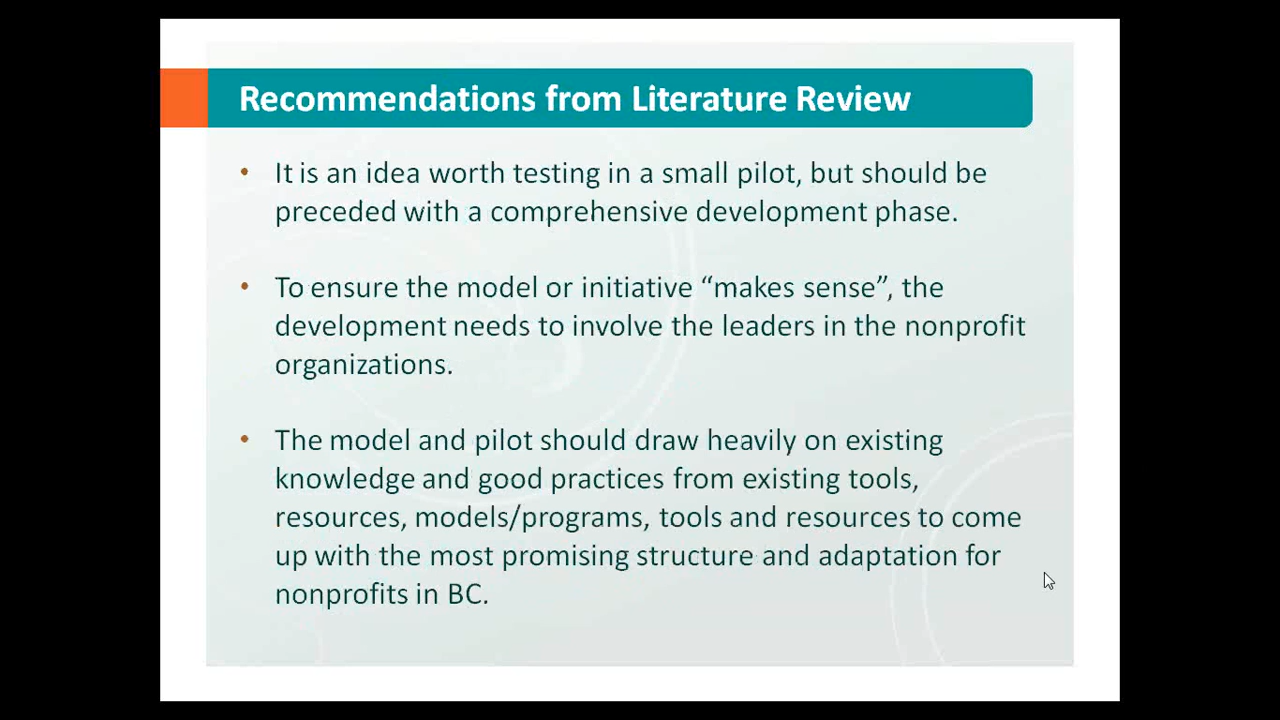 Recommendations from Literature Review
• It is an idea worth testing in a small pilot, but should be
preceded with a comprehensive development phase.
• To ensure the model or initiative “makes sense”, the
development needs to involve the leaders in the nonprofit
organizations.
• The model and pilot should draw heavily on existing
knowledge and good practices from existing tools,
resources, models/programs, tools and resources to come
up with the most promising structure and adaptation for
nonprofits in BC.